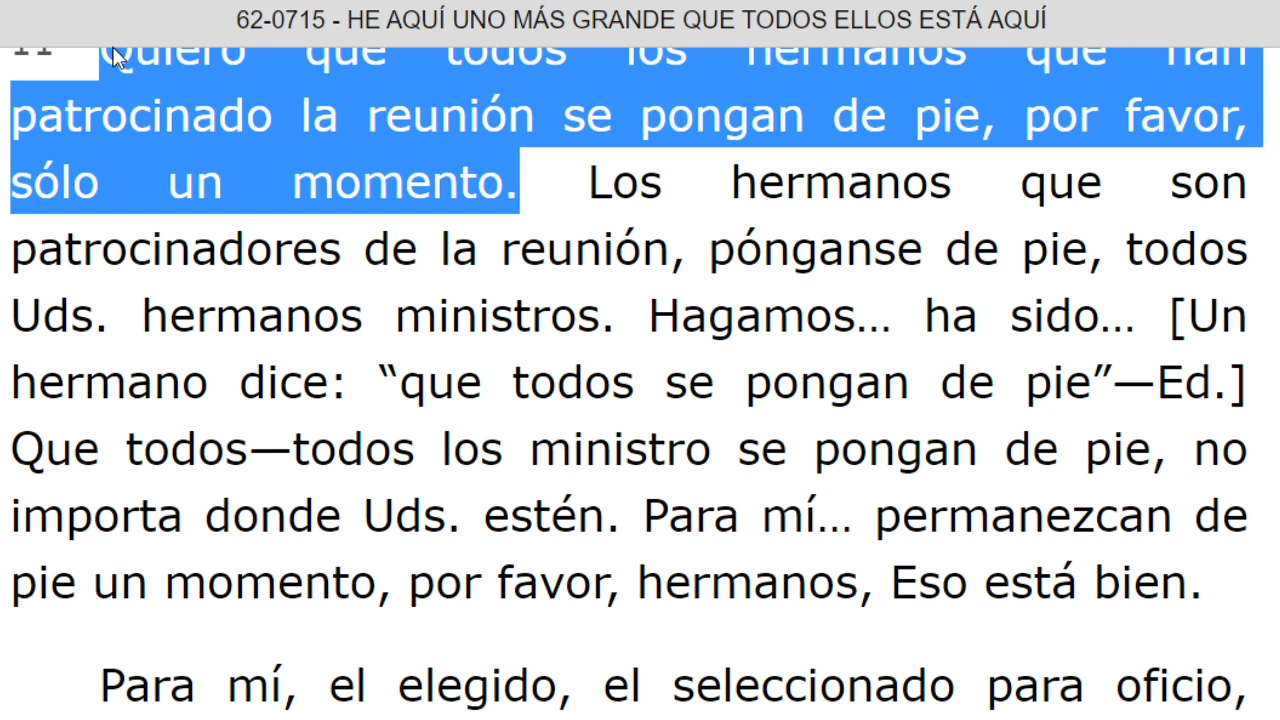 62-0715 - HE AQUÍ UNO MÁS GRANDE QUE TODOS ELLOS ESTÁ AQUÍ
11 Quiero que todos los hermanos que han
patrocinado la reunión se pongan de pie, por favor,
sólo un momento. Los hermanos que son
patrocinadores de la reunión, pónganse de pie, todos
Uds. hermanos ministros. Hagamos… ha sido… [Un
hermano dice: “que todos se pongan de pie”—Ed.]
Que todos—todos los ministro se pongan de pie, no
importa donde Uds. estén. Para mí… permanezcan de
pie un momento, por favor, hermanos, Eso está bien.
Para mí, el elegido, el seleccionado para oficio,